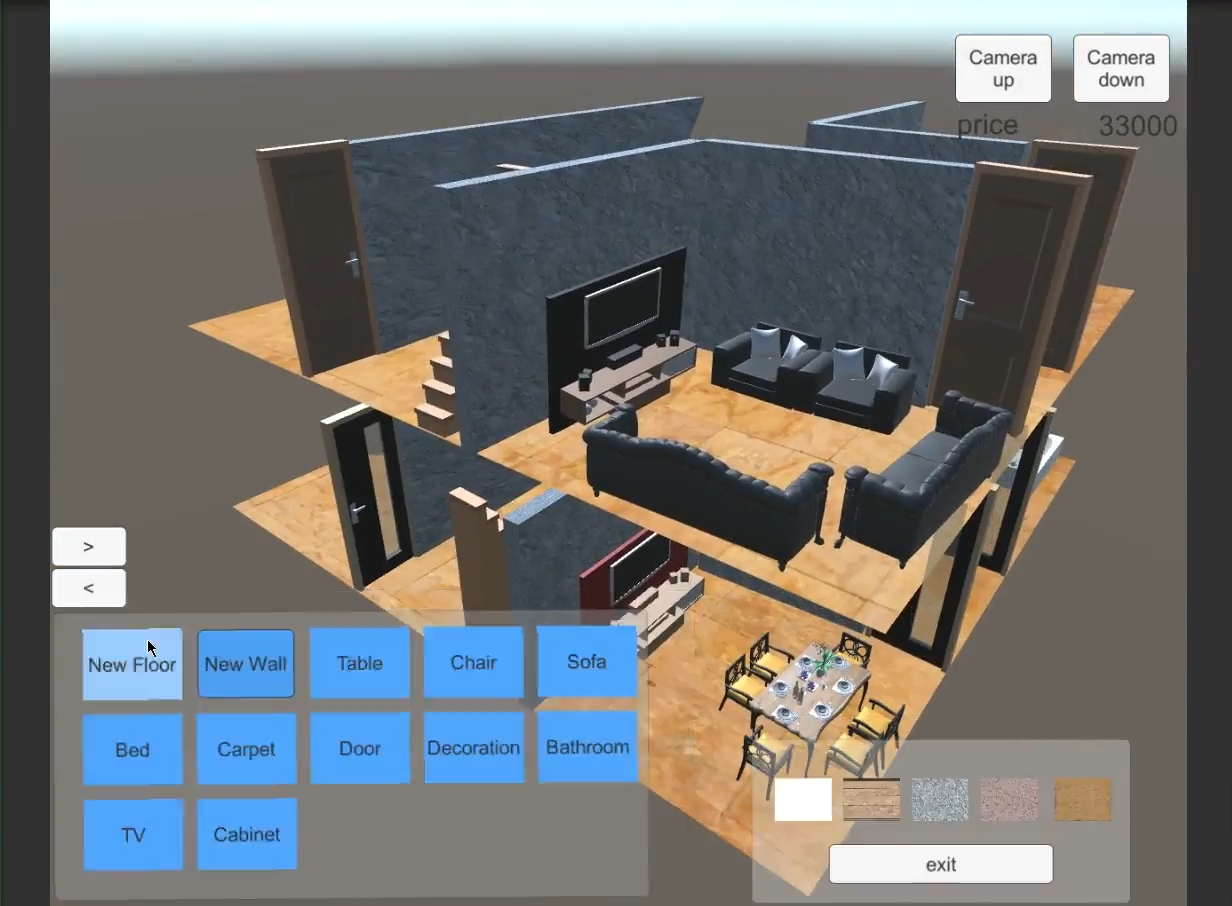 Camera
up
Camera
down
price 33000
>
<
New Floor New Wall Table Chair Sofa
Bed Carpet Door Decoration Bathroom
TV Cabinet
exit